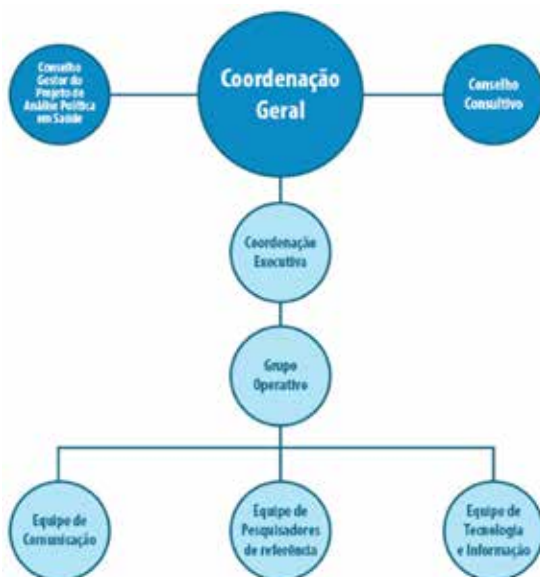 Conselho
Gestor do
Projeto de
Análise Política
em Saúde
Coordenação
Geral
Conselho
Consultivo
Coordenação
Executiva
Grupo
Operativo
Equipe de
Comunicação
Equipe de
Pesquisadores
de referência
Equipe de
Tecnologia
e Informação